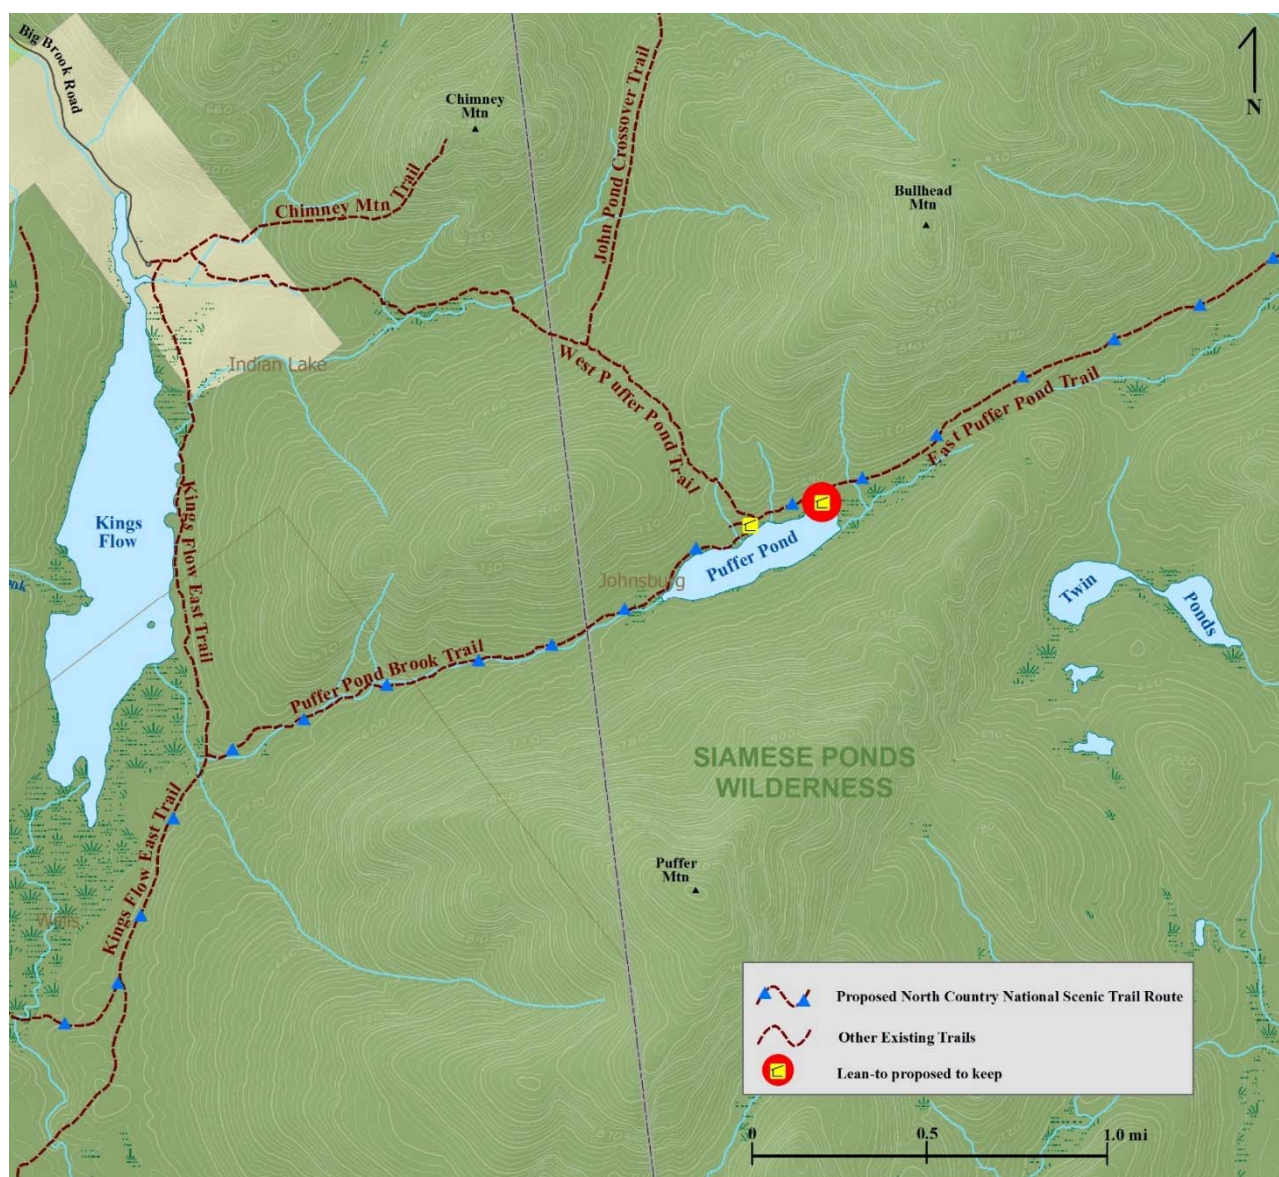 Big Brook Road
Chimney
Mtn
John Pond Crossover Trail
N
Chimney Mtn Trail
Bullhead
Mtn
Indian Lake
West Puffer Pond Trail
East Puffer Pond Trail
Kings
Flow
Kings Flow East Trail
Puffer Pond
Johnsburg
Twin
Ponds
Puffer Pond Brook Trail
SIAMESE PONDS
WILDERNESS
Kings Flow East Trail
Puffer
Mtn
Wells
Proposed North Country National Scenic Trail Route
Other Existing Trails
Lean-to proposed to keep
0 0.5 1.0 mi